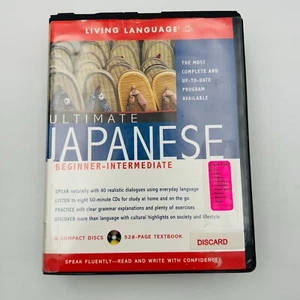 LIVING LANGUAGE
THE MOST
COMPLETE AND
UP-TO-DATE
PROGRAM
AVAILABLE
ULTIMATE
JAPANESE
BEGINNER-INTERMEDIATE
SPEAK naturally with 40 realistic dialogues using everyday language
LISTEN to eight 60-minute CDs for study at home and on the go
PRACTICE with clear grammar explanations and plenty of exercises
DISCOVER more than language with cultural highlights on society and lifestyle
COMPACT DISCS
528-PAGE TEXTBOOK
DISCARD
SPEAK FLUENTLY—READ AND WRITE WITH CONFIDENCE!